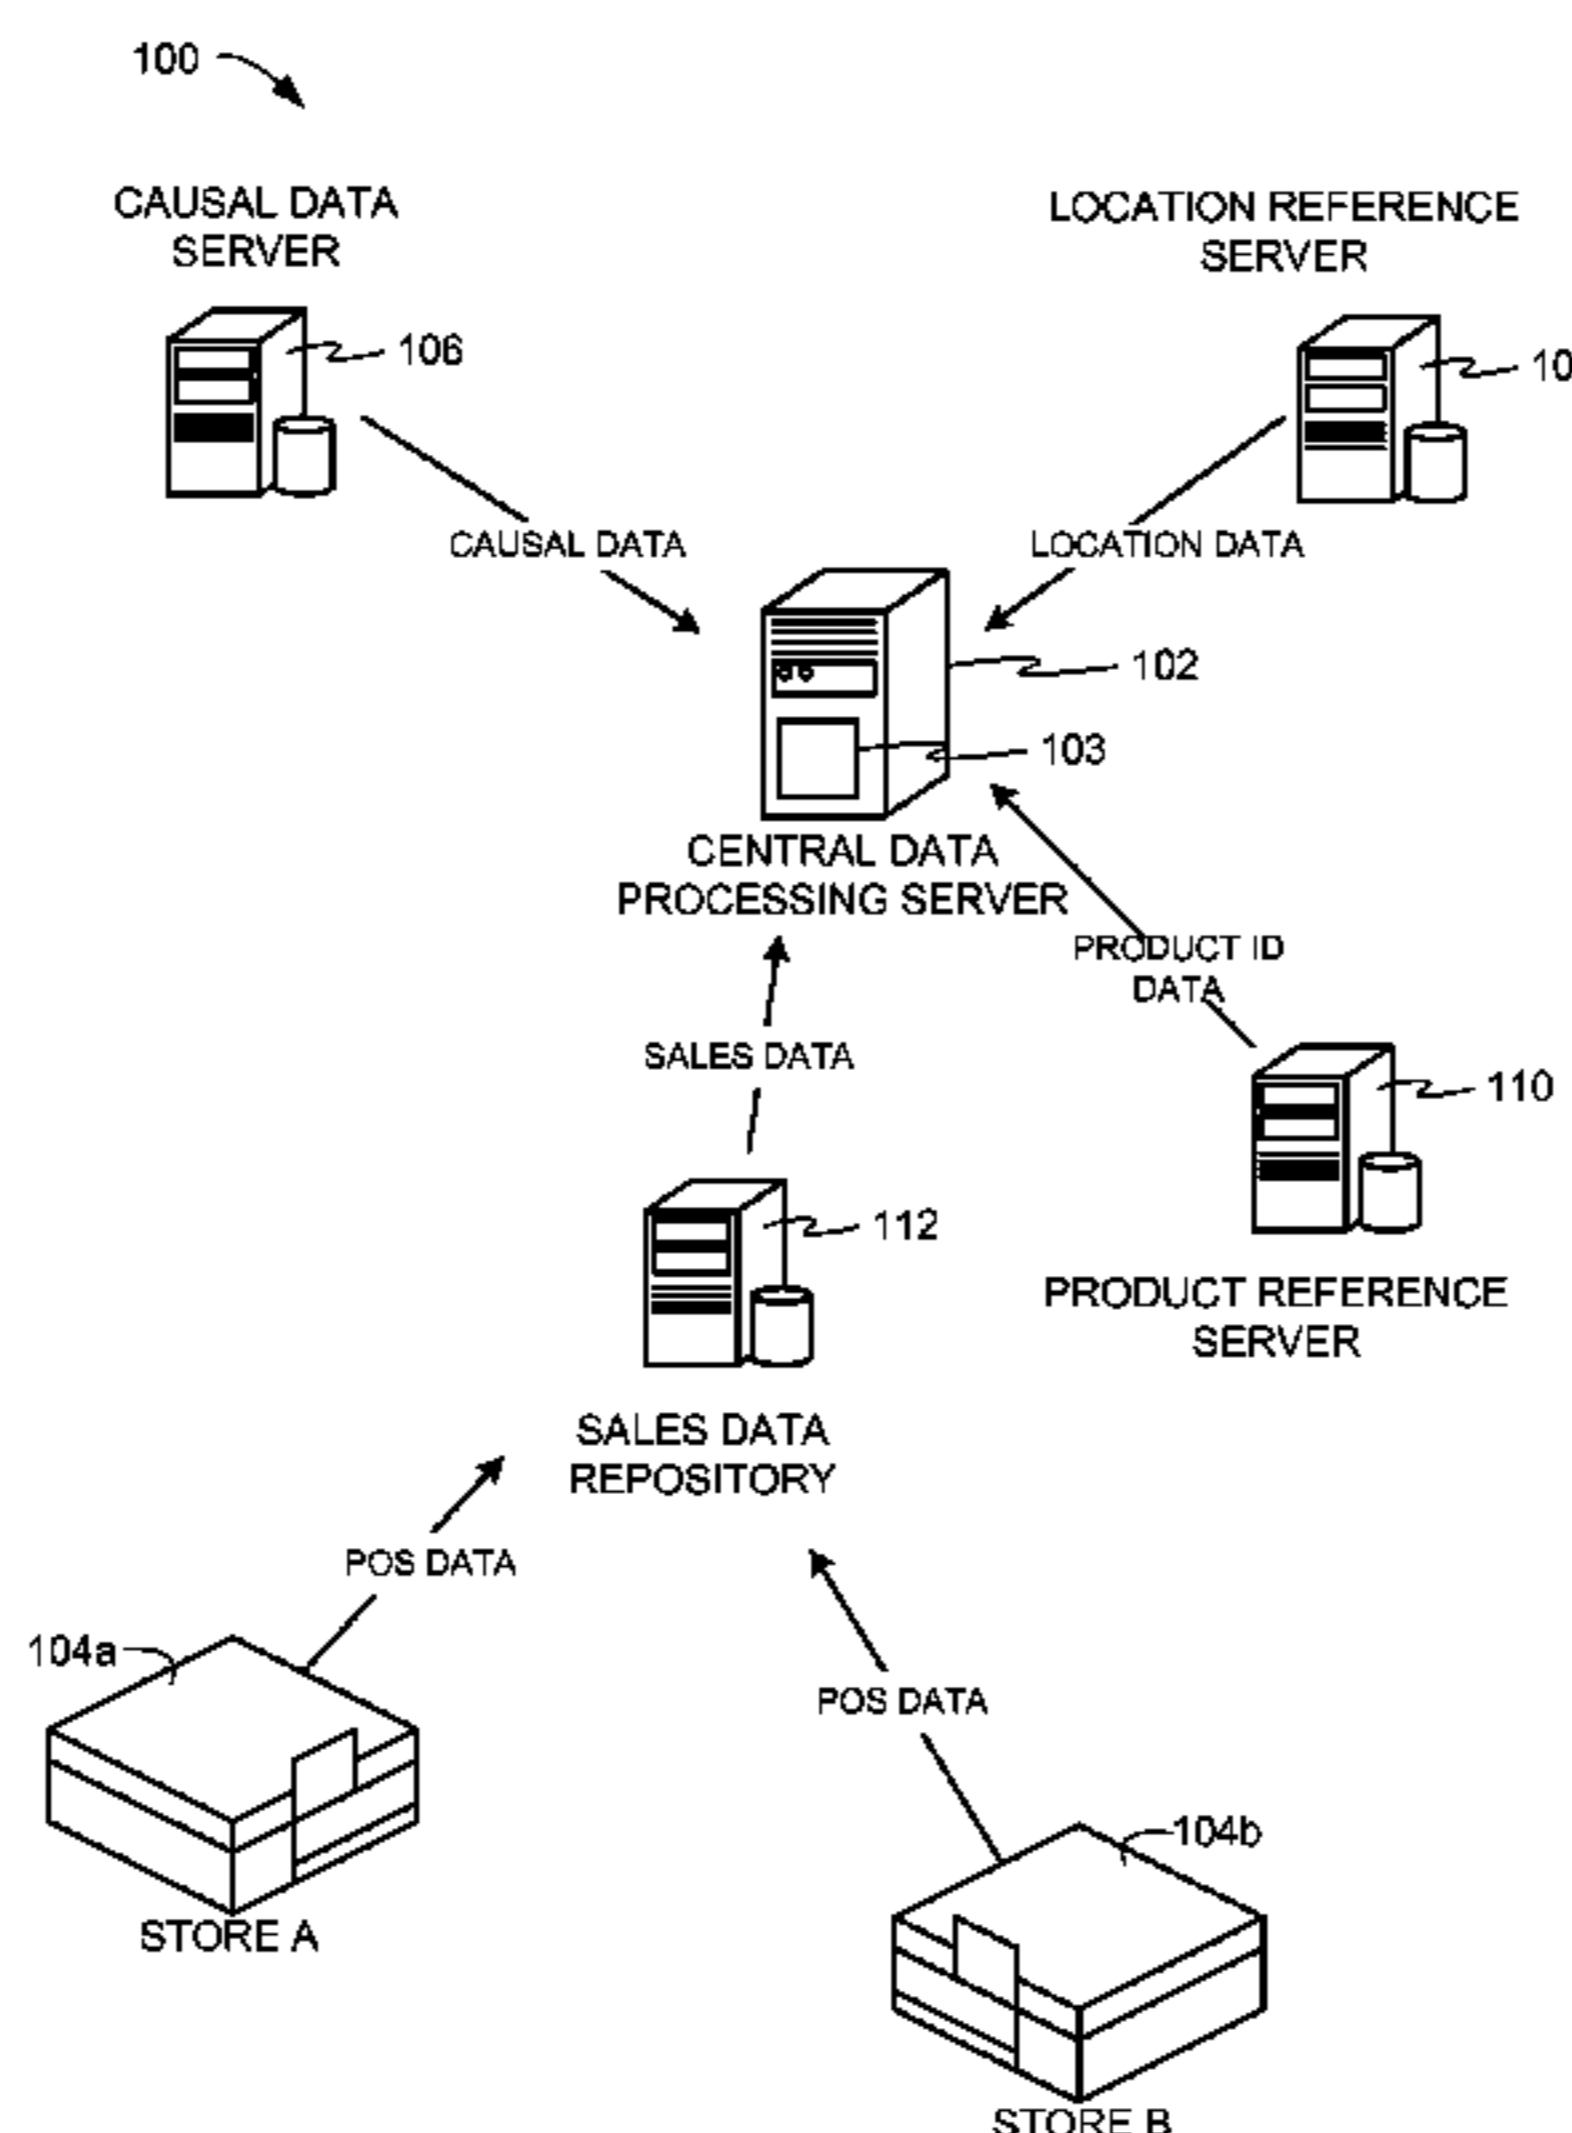 100
CAUSAL DATA
SERVER
LOCATION REFERENCE
SERVER
106
10
CAUSAL DATA
LOCATION DATA
102
103
CENTRAL DATA
PROCESSING SERVER
PRODUCT ID
DATA
SALES DATA
110
112
PRODUCT REFERENCE
SERVER
SALES DATA
REPOSITORY
POS DATA
104a
POS DATA
104b
STORE A
STORE B